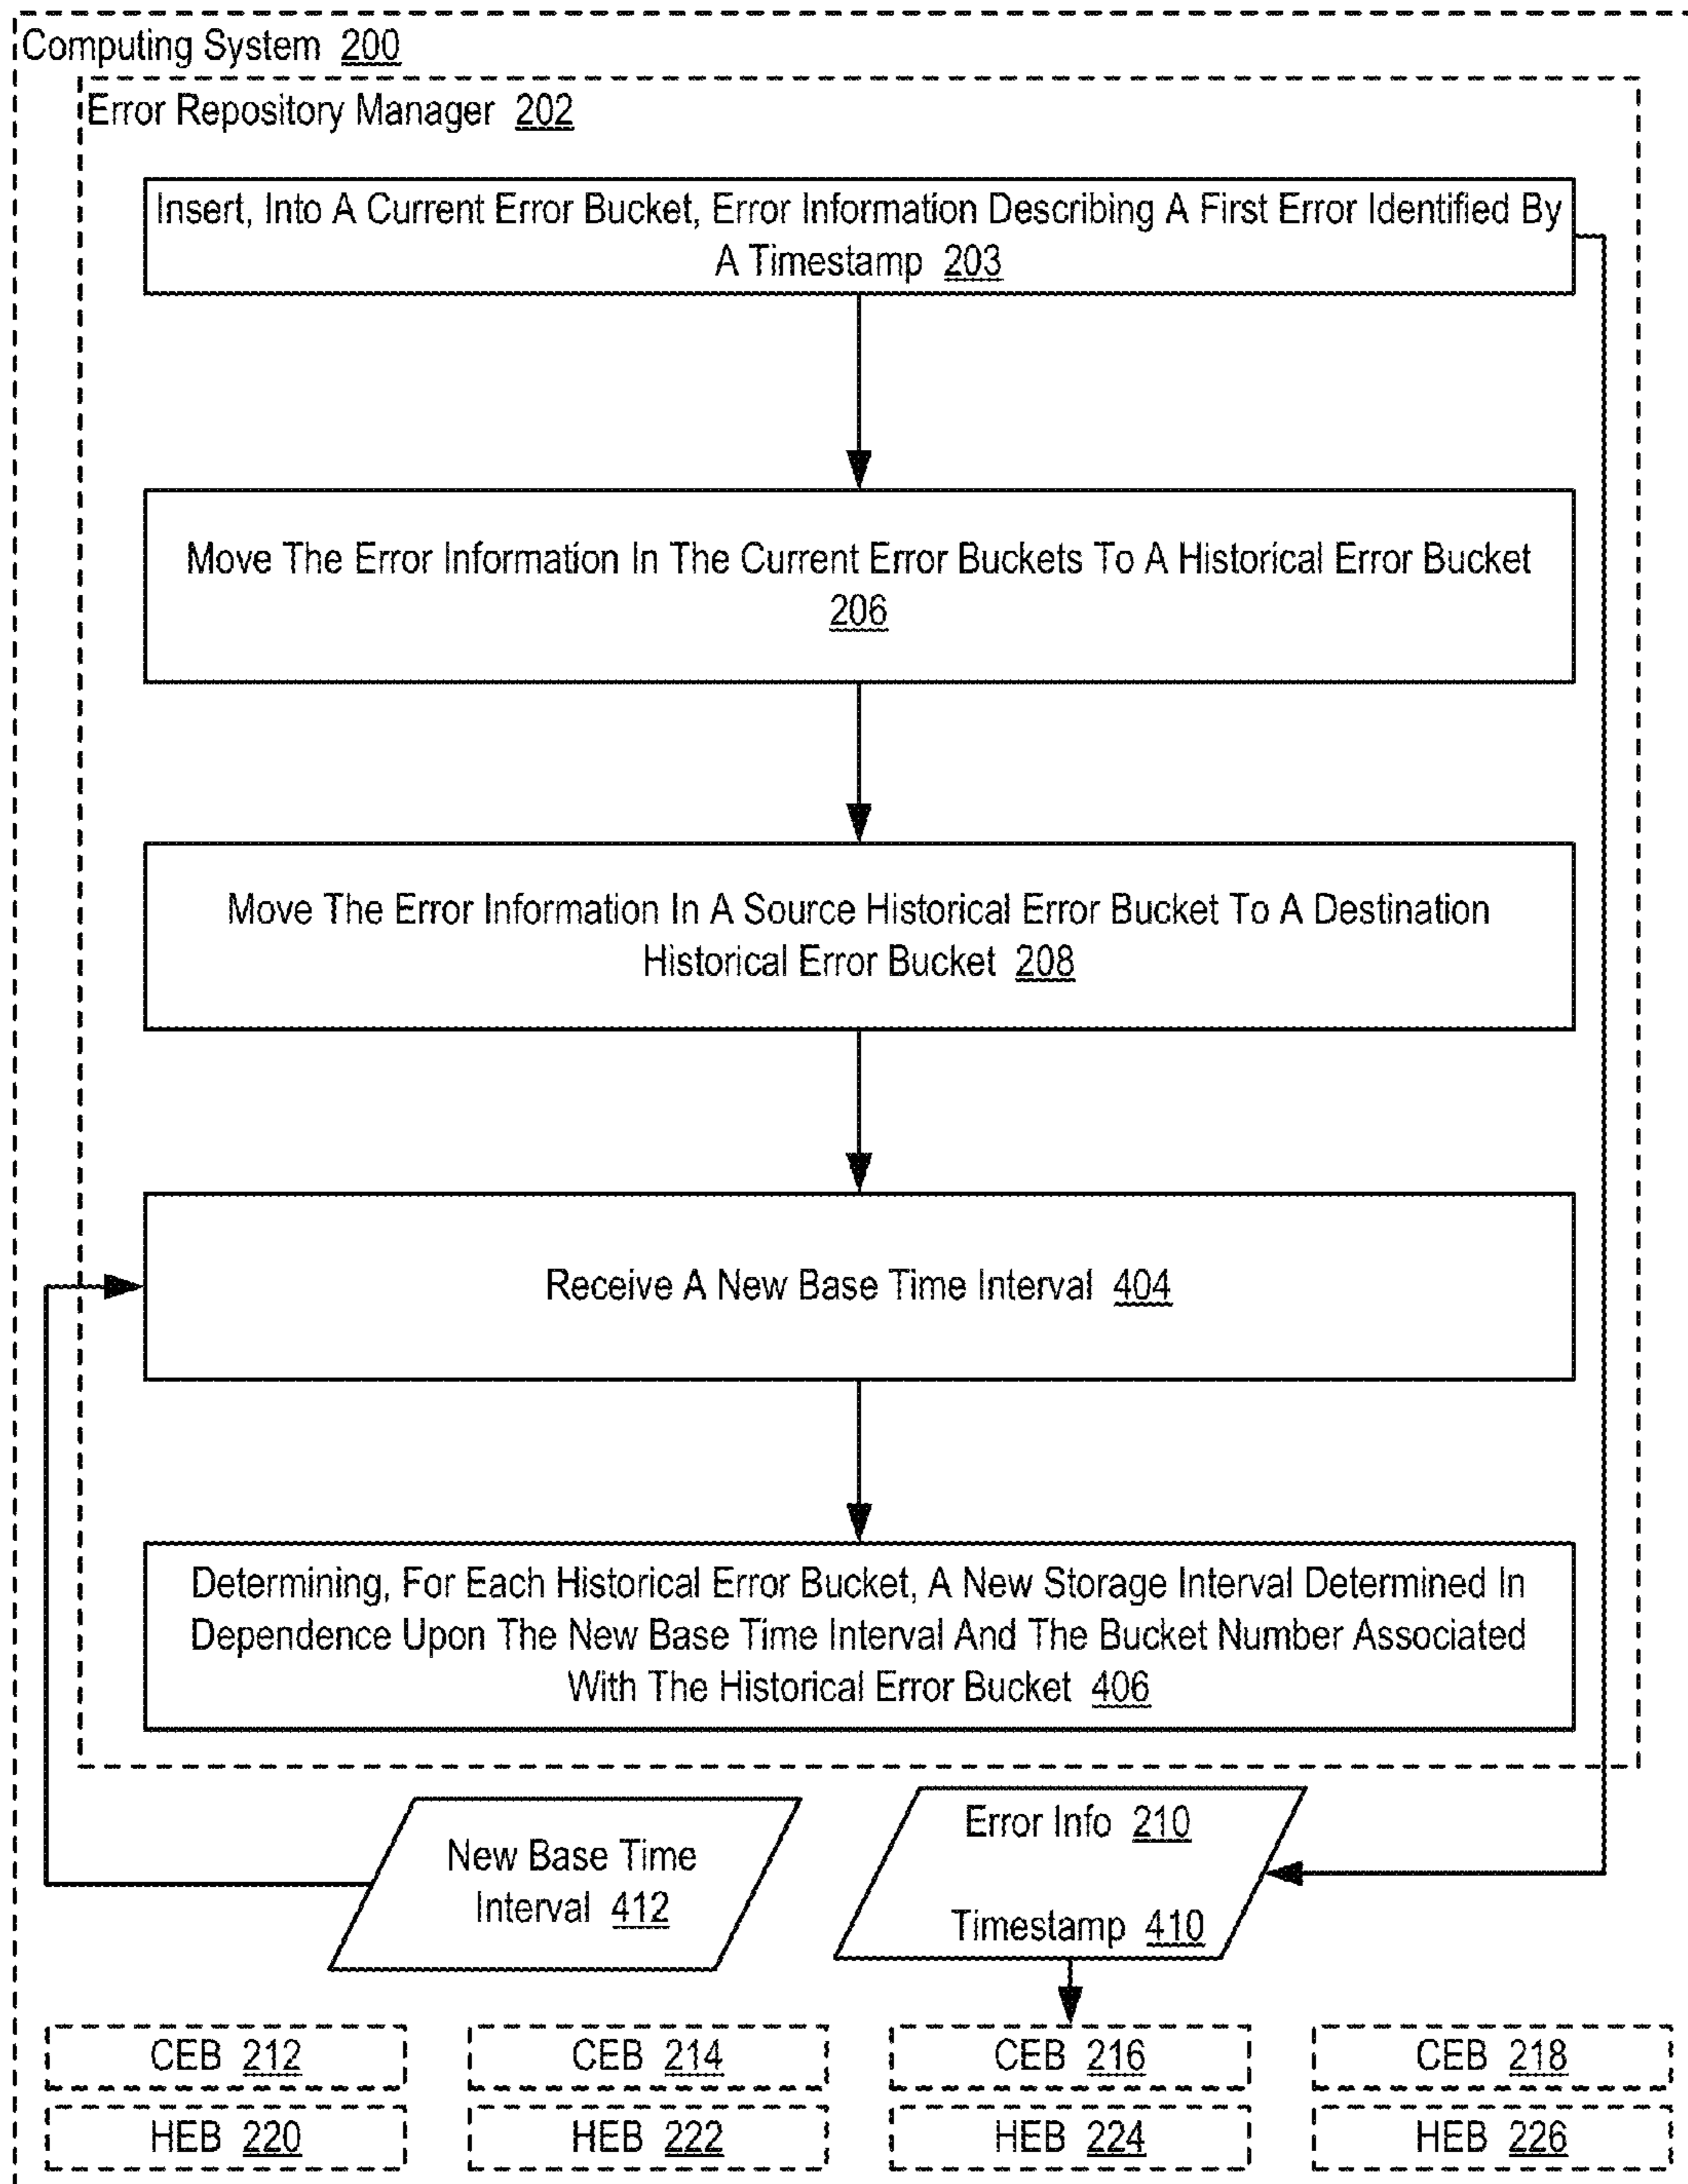 Computing System 200
Error Repository Manager 202
Insert, Into A Current Error Bucket, Error Information Describing A First Error Identified By
A Timestamp 203
Move The Error Information In The Current Error Buckets To A Historical Error Bucket
206
Move The Error Information In A Source Historical Error Bucket To A Destination
Historical Error Bucket 208
Receive A New Base Time Interval 404
Determining, For Each Historical Error Bucket, A New Storage Interval Determined In
Dependence Upon The New Base Time Interval And The Bucket Number Associated
With The Historical Error Bucket 406
New Base Time
Interval 412
Error Info 210
Timestamp 410
CEB 212
CEB 214
CEB 216
CEB 218
HEB 220
HEB 222
HEB 224
HEB 226